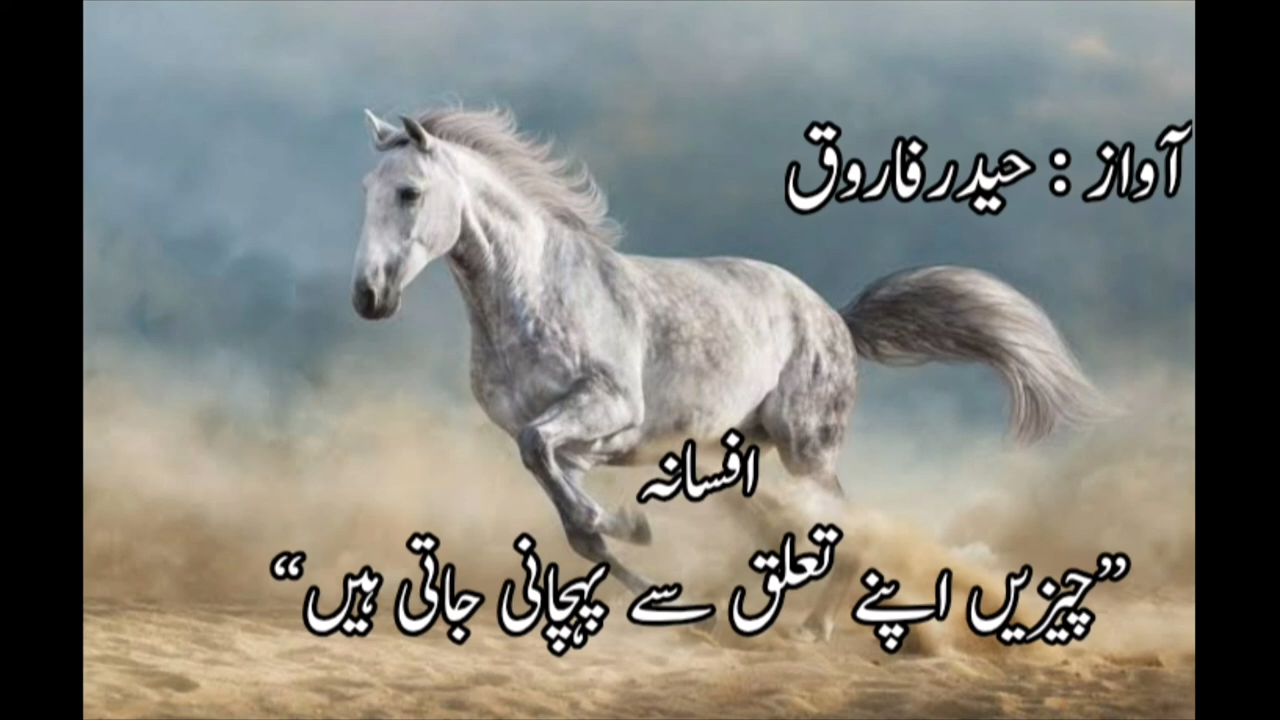 آواز : حیدر فاروق
افسانہ
”چیزیں اپنے تعلق سے پہچانی جاتی ہیں“